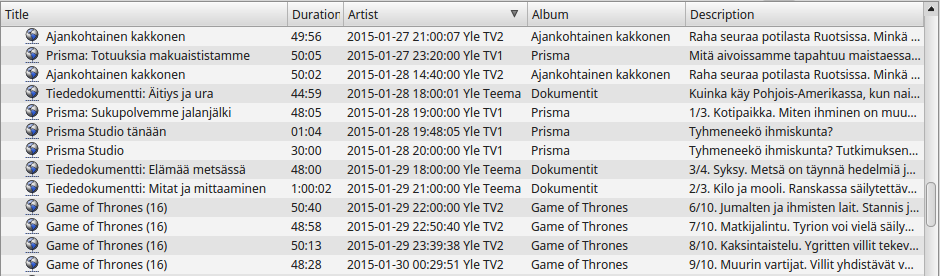 Title Duration Artist Album Description
Ajankohtainen kakkonen 49:56 2015-01-27 21:00:07 Yle TV2 Ajankohtainen kakkonen Raha seuraa potilasta Ruotsissa. Minkä ...
Prisma: Totuuksia makuaististamme 50:05 2015-01-27 23:20:00 Yle TV1 Prisma Mitä aivoissamme tapahtuu maistaessa...
Ajankohtainen kakkonen 50:02 2015-01-28 14:40:00 Yle TV2 Ajankohtainen kakkonen Raha seuraa potilasta Ruotsissa. Minkä ...
Tiededokumentti: Äitiys ja ura 44:59 2015-01-28 18:00:01 Yle Teema Dokumentit Kuinka käy Pohjois-Amerikassa, kun nai...
Prisma: Sukupolvemme jalanjälki 48:05 2015-01-28 19:00:00 Yle TV1 Prisma 1/3. Kotipaikka. Miten ihminen on muu...
Prisma Studio tänään 01:04 2015-01-28 19:48:05 Yle TV1 Prisma Tyhmeneekö ihmiskunta?
Prisma Studio 30:00 2015-01-28 20:00:00 Yle TV1 Prisma Tyhmeneekö ihmiskunta? Tutkimuksen...
Tiededokumentti: Elämää metsässä 48:00 2015-01-29 18:00:00 Yle Teema Dokumentit 3/4. Syksy. Metsä on täynnä hedelmiä j...
Tiededokumentti: Mitat ja mittaaminen 1:00:02 2015-01-29 21:00:00 Yle Teema Dokumentit 2/3. Kilo ja mooli. Ranskassa säilytettäv...
Game of Thrones (16) 50:40 2015-01-29 22:00:00 Yle TV2 Game of Thrones 6/10. Jumalten ja ihmisten lait. Stannis j...
Game of Thrones (16) 48:58 2015-01-29 22:50:40 Yle TV2 Game of Thrones 7/10. Matkijalintu. Tyrion voi vielä säily...
Game of Thrones (16) 50:13 2015-01-29 23:39:38 Yle TV2 Game of Thrones 8/10. Kaksintaistelu. Ygritten villit tekev...
Game of Thrones (16) 48:28 2015-01-30 00:29:51 Yle TV2 Game of Thrones 9/10. Muurin vartijat. Villit yhdistävät v...